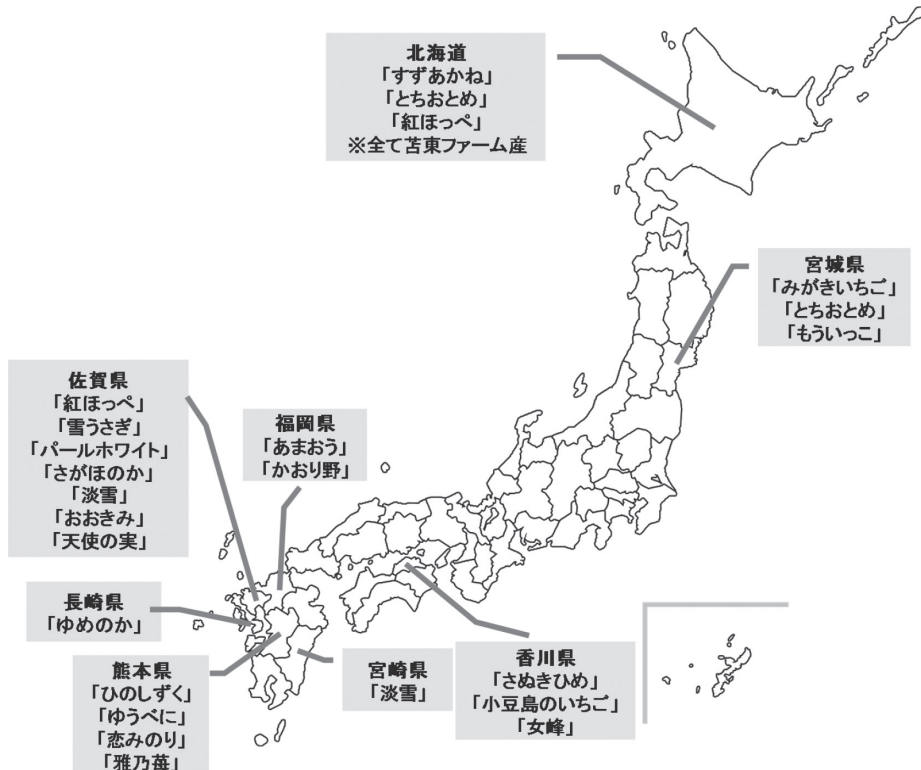 北海道
「すずあかね」
「とちおとめ」
「紅ほっぺ」
※全て苫東ファーム産
宮城県
「みがきいちご」
「とちおとめ」
「もういっこ」
佐賀県
「紅ほっぺ」
「雪うさぎ」
「パールホワイト」
「さがほのか」
「淡雪」
「おおきみ」
「天使の実」
福岡県
「あまおう」
「かおり野」
長崎県
「ゆめのか」
熊本県
「ひのしずく」
「ゆうべに」
「恋みのり」
「雅乃苺」
宮崎県
「淡雪」
香川県
「さぬきひめ」
「小豆島のいちご」
「女峰」